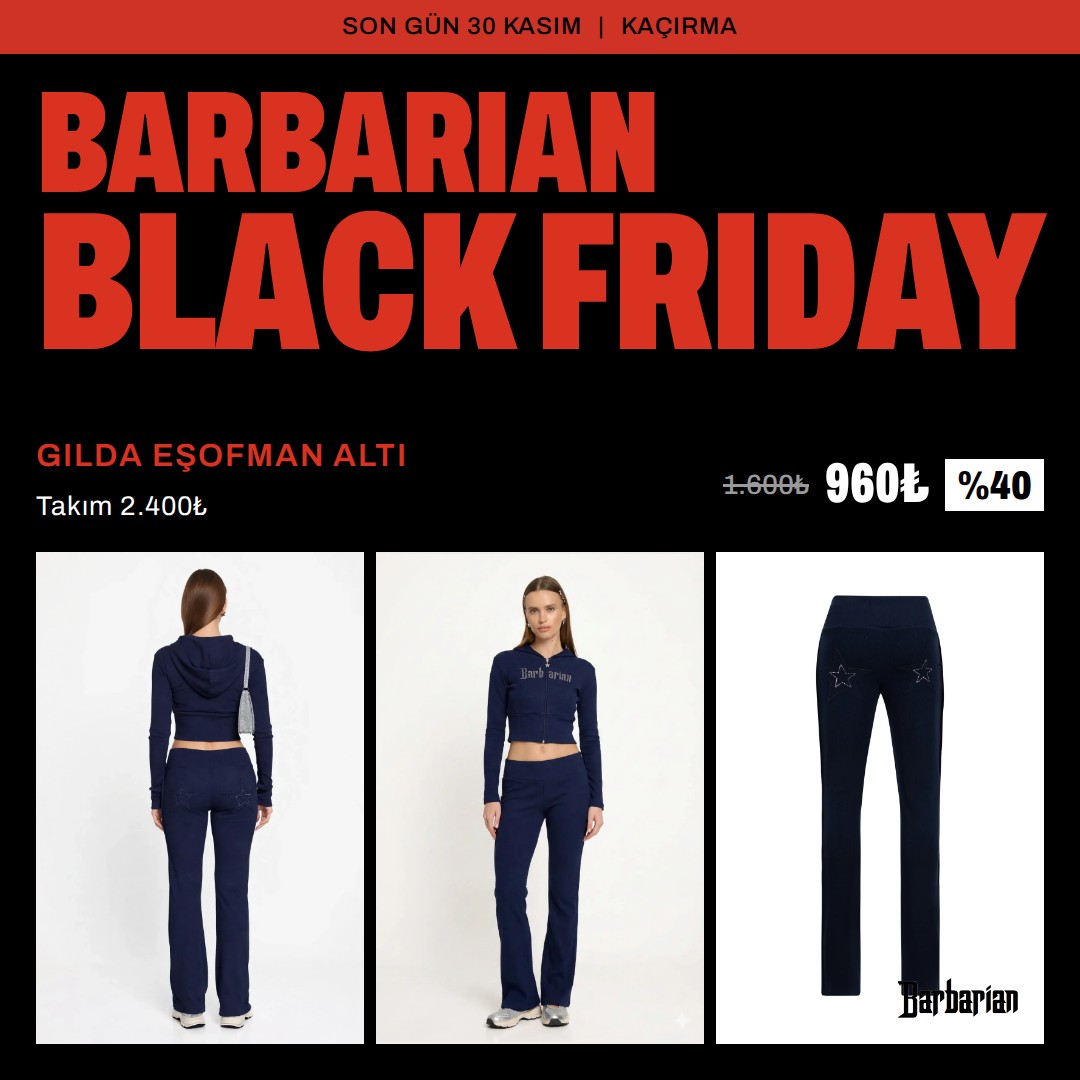 SON GÜN 30 KASIM | KAÇIRMA
BARBARIAN
BLACK FRIDAY
GILDA EŞOFMAN ALTI
Takım 2.400₺
1.600₺ 960₺ %40
Barbarian
Barbarian